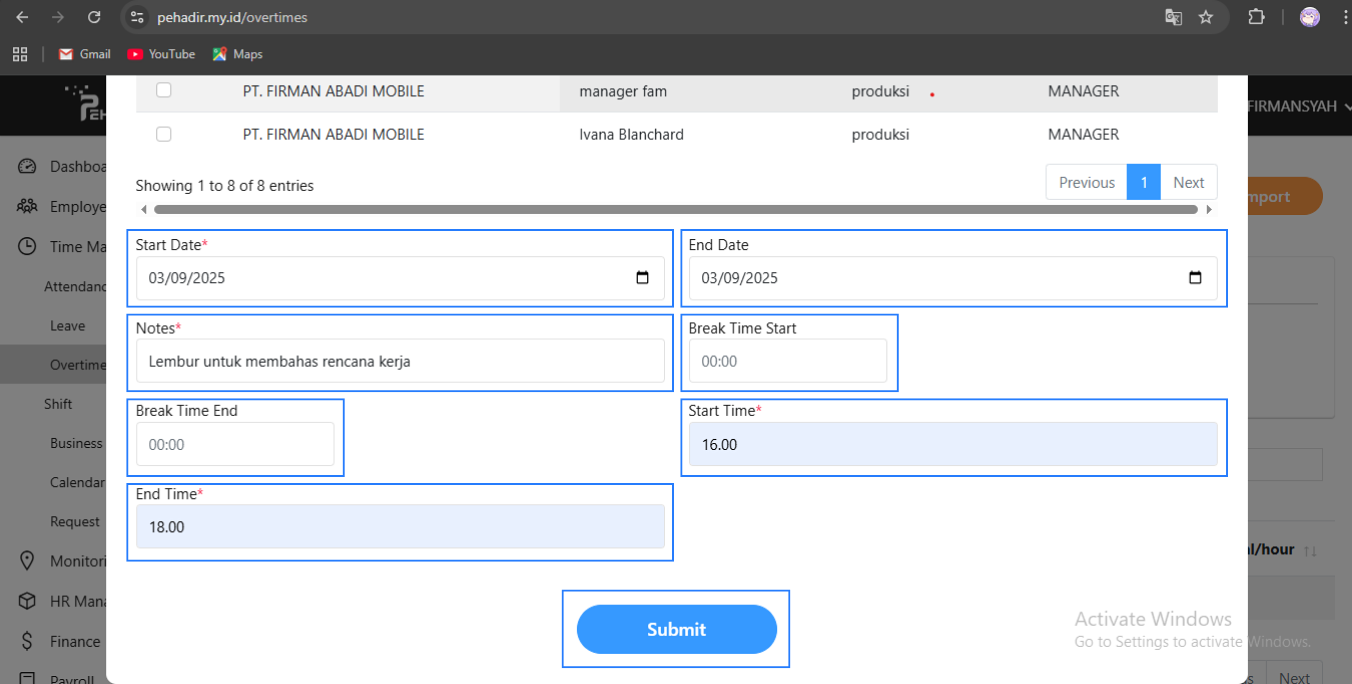 pehadir.my.id/overtimes
Gmail YouTube Maps
PT. FIRMAN ABADI MOBILE manager fam produksi MANAGER
FIRMANSYAH
PT. FIRMAN ABADI MOBILE Ivana Blanchard produksi MANAGER
Showing 1 to 8 of 8 entries
Previous 1 Next
Dashboa
Employe
Time Ma
Attendanc
Leave
Overtime
Shift
Business
Calendar
Request
Monitori
HR Mana
Finance
Payroll
mport
Start Date*
03/09/2025
End Date
03/09/2025
Notes*
Lembur untuk membahas rencana kerja
Break Time Start
00:00
Break Time End
00:00
Start Time*
16.00
End Time*
18.00
Submit
al/hour
Activate Windows
Go to Settings to activate Windows.
s Next